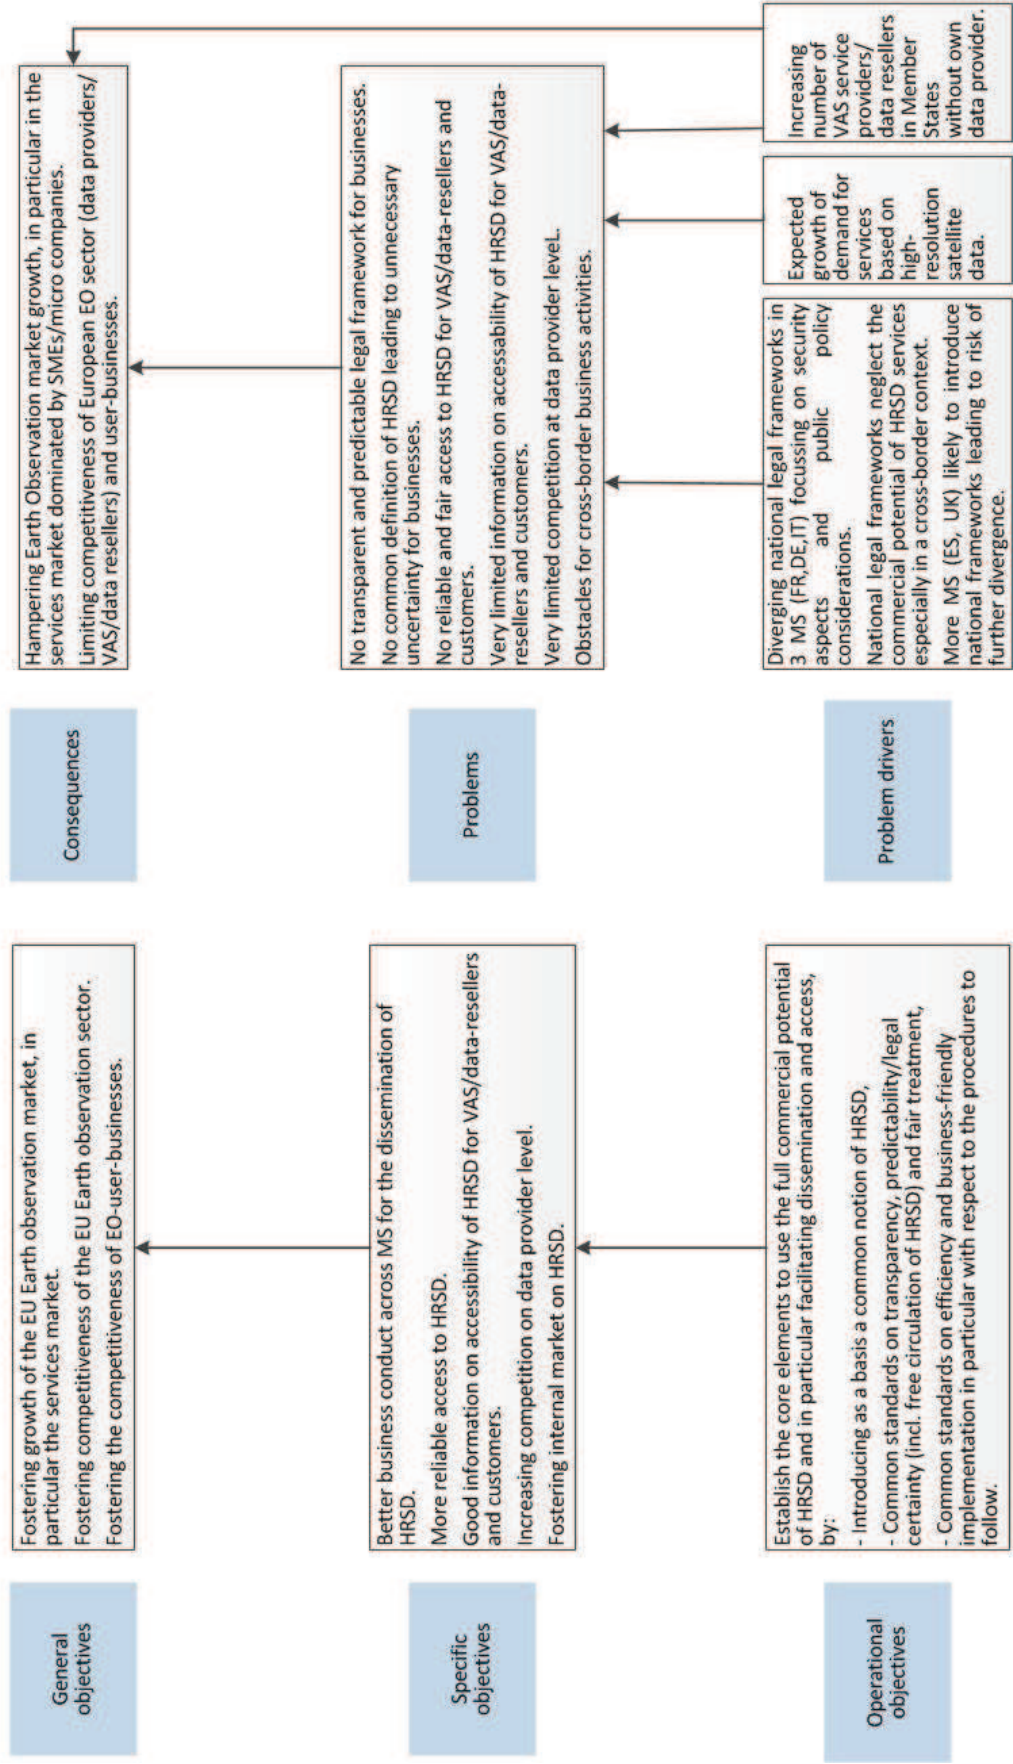 General
objectives
Fostering growth of the EU Earth observation market, in
particular the services market.
Fostering competitiveness of the EU Earth observation sector.
Fostering the competitiveness of EO-user-businesses.
Consequences
Hampering Earth Observation market growth, in particular in the
services market dominated by SMEs/micro companies.
Limiting competitiveness of European EO sector (data providers/
VAS/data resellers) and user-businesses.
Specific
objectives
Better business conduct across MS for the dissemination of
HRSD.
More reliable access to HRSD.
Good information on accessibility of HRSD for VAS/data-resellers
and customers.
Increasing competition on data provider level.
Fostering internal market on HRSD.
Problems
No transparent and predictable legal framework for businesses.
No common definition of HRSD leading to unnecessary
uncertainty for businesses.
No reliable and fair access to HRSD for VAS/data-resellers and
customers.
Very limited information on accessability of HRSD for VAS/data-
resellers and customers.
Very limited competition at data provider leveL.
Obstacles for cross-border business activities.
Operational
objectives
Establish the core elements to use the full commercial potential
of HRSD and in particular facilitating dissemination and access,
by:
- Introducing as a basis a common notion of HRSD,
- Common standards on transparency, predictability/legal
certainty (incl. free circulation of HRSD) and fair treatment,
- Common standards on efficiency and business-friendly
implementation in particular with respect to the procedures to
follow.
Problem drivers
Diverging national legal frameworks in
3 MS (FR,DE,IT) focussing on security
aspects and public policy
considerations.
National legal frameworks neglect the
commercial potential of HRSD services
especially in a cross-border context.
More MS (ES, UK) likely to introduce
national frameworks leading to risk of
further divergence.
Expected
growth of
demand for
services
based on
high-
resolution
satellite
data.
Increasing
number of
VAS service
providers/
data resellers
in Member
States
without own
data provider.